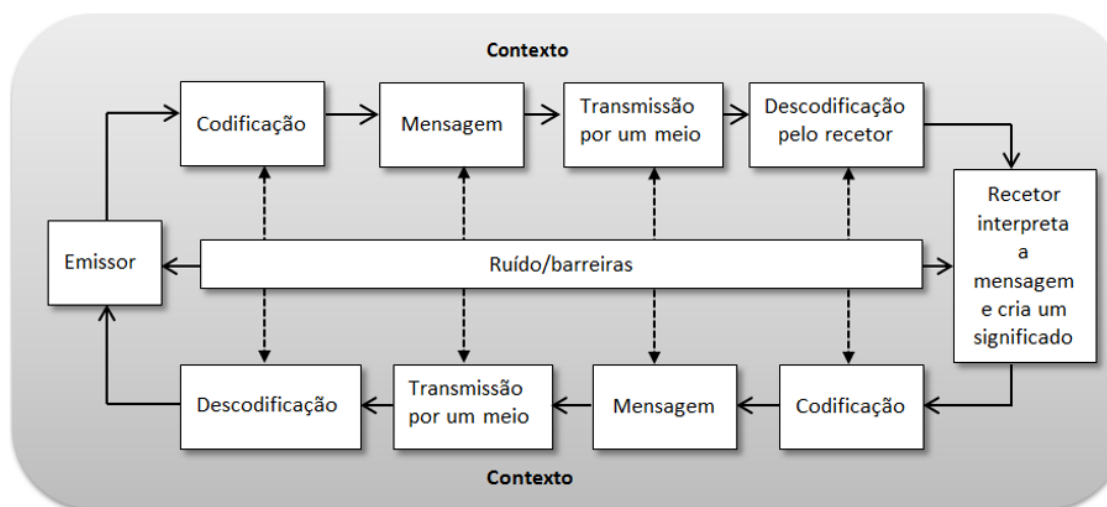 Contexto
Codificação
Mensagem
Transmissão
por um meio
Descodificação
pelo recetor
Emissor
Ruído/barreiras
Recetor
interpreta
a
mensagem
e cria um
significado
Descodificação
Transmissão
por um meio
Mensagem
Codificação
Contexto